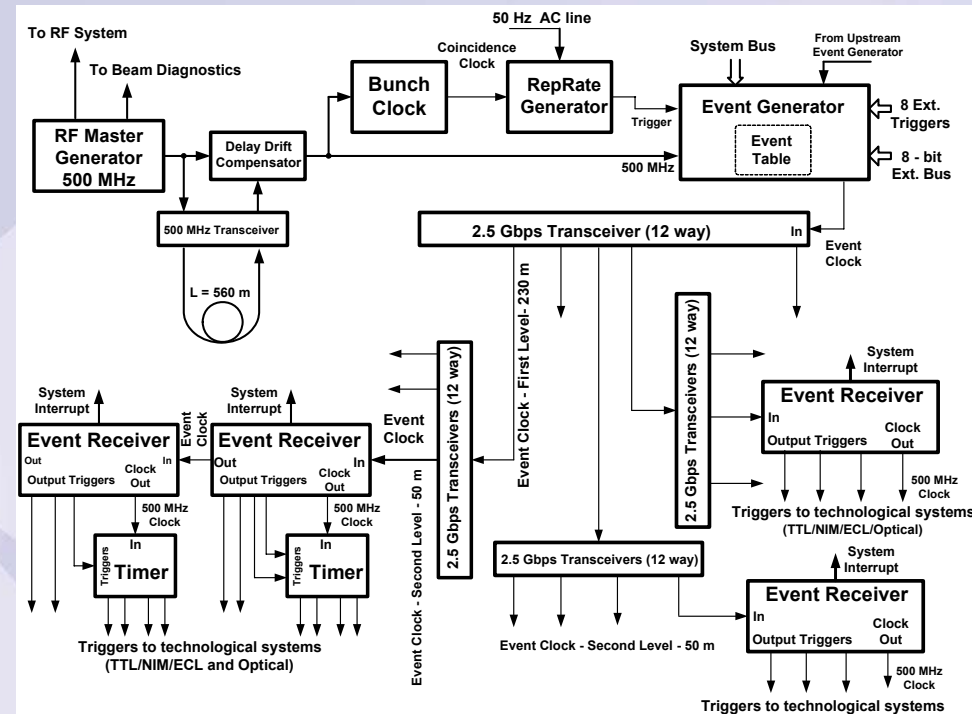 50 Hz AC line
To RF System
System Bus
From Upstream
Event Generator
Coincidence
Clock
To Beam Diagnostics
Bunch
Clock
RepRate
Generator
Trigger
Event Generator
Event
Table
8 Ext.
Triggers
8 - bit
Ext. Bus
RF Master
Generator
500 MHz
Delay Drift
Compensator
500 MHz
500 MHz Transceiver
L = 560 m
2.5 Gbps Transceiver (12 way)
In
Event
Clock
Event Clock - First Level- 230 m
2.5 Gbps Transceivers (12 way)
2.5 Gbps Transceivers (12 way)
System
Interrupt
Event Receiver
In
Output Triggers
Clock
Out
500 MHz
Clock
Triggers to technological systems
(TTL/NIM/ECL/Optical)
System
Interrupt
Event Receiver
Out
In
Output Triggers
Clock
Out
500 MHz
Clock
In
Triggers
Timer
Event
Clock
System
Interrupt
Event Receiver
Out
In
Output Triggers
Clock
Out
500 MHz
Clock
In
Triggers
Timer
Event
Clock
Event Clock - Second Level - 50 m
Triggers to technological systems
(TTL/NIM/ECL and Optical)
2.5 Gbps Transceivers (12 way)
Event Clock - Second Level - 50 m
System
Interrupt
Event Receiver
In
Output Triggers
Clock
Out
500 MHz
Clock
Triggers to technological systems